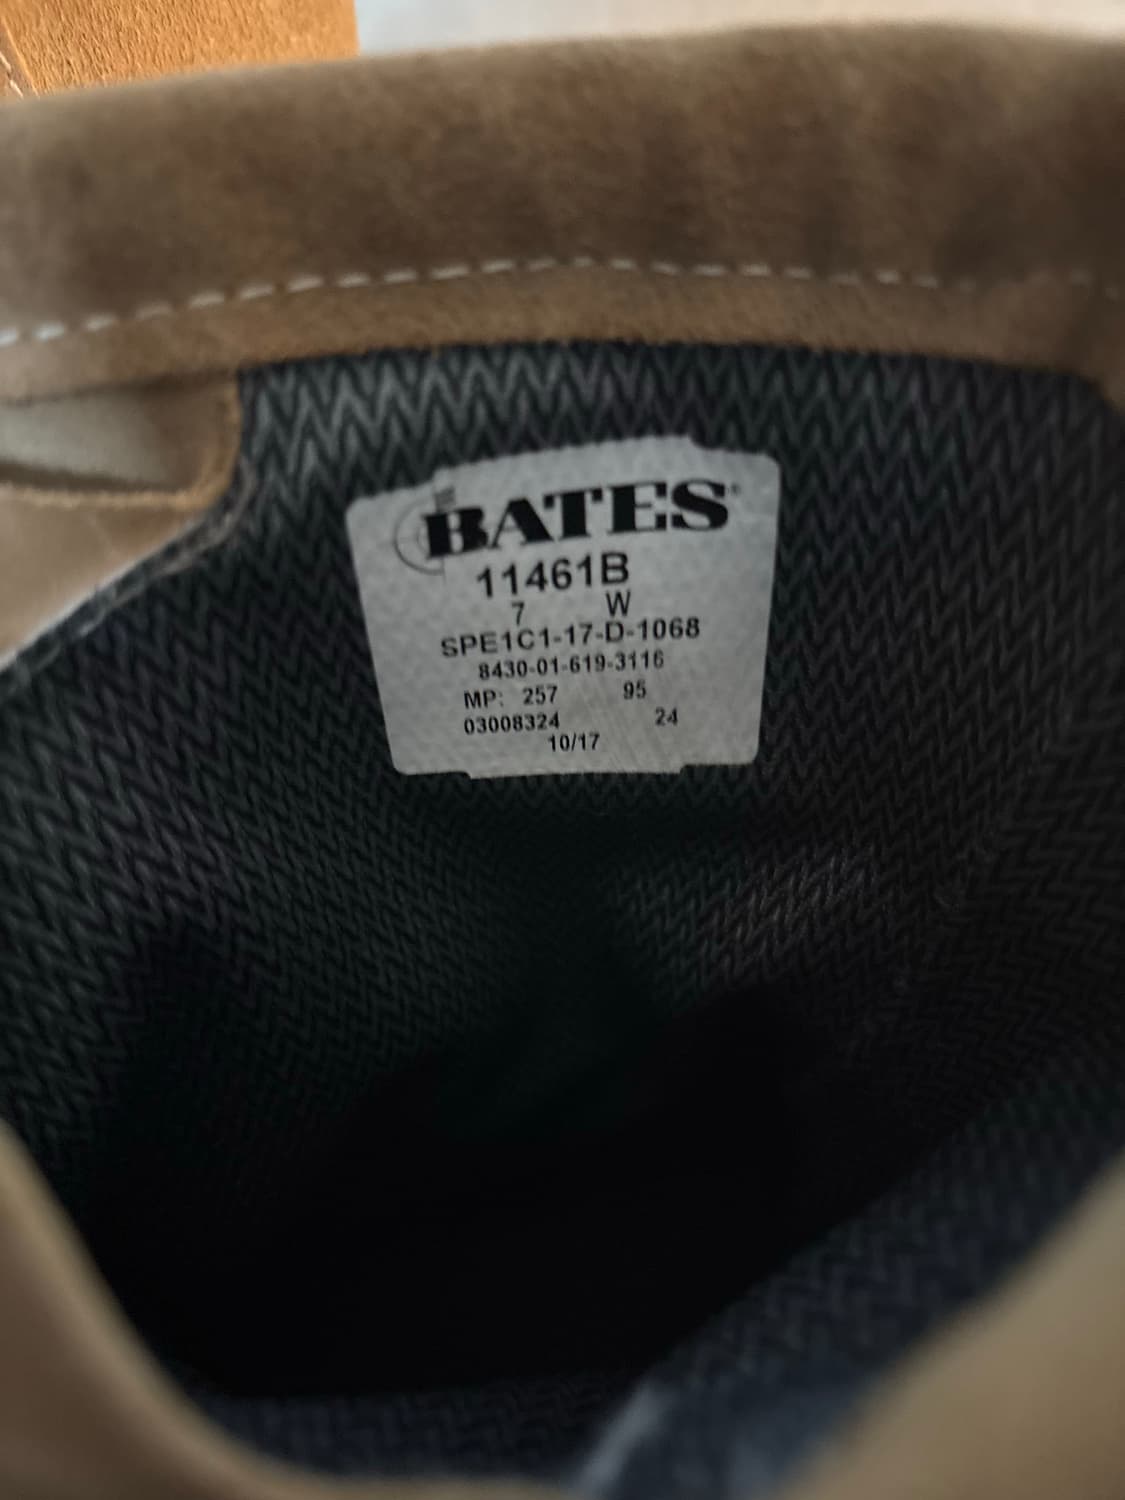 BATES
11461B
7 W
SPE1C1-17-D-1068
8430-01-619-3116
MP: 257 95
03008324 24
10/17